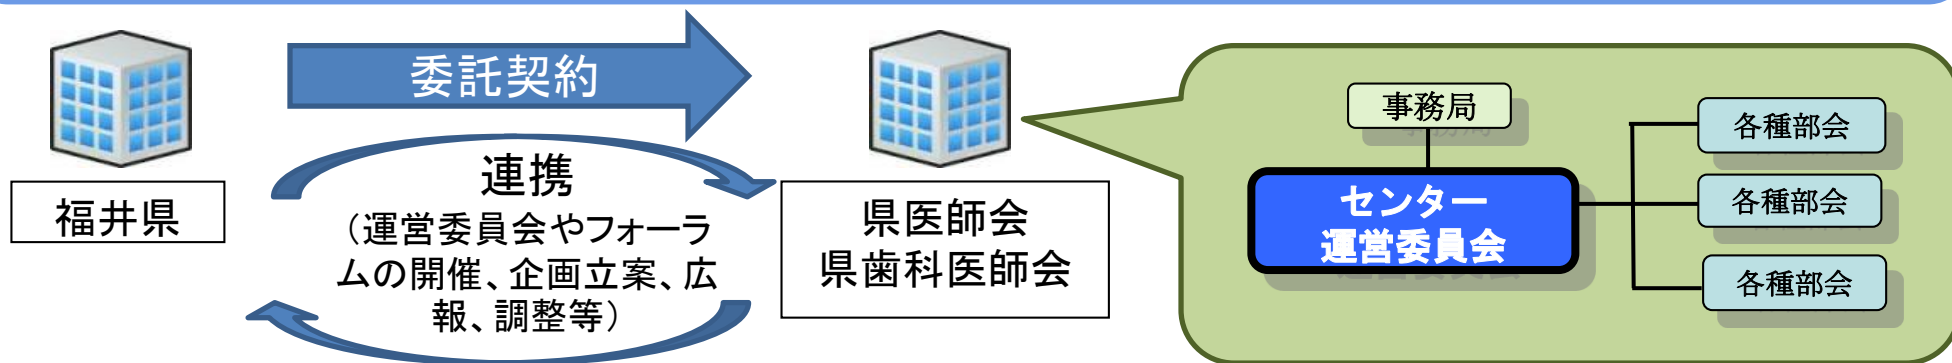 委託契約
福井県
連携
（運営委員会やフォーラ
ムの開催、企画立案、広
報、調整等）
県医師会
県歯科医師会
事務局
センター
運営委員会
各種部会
各種部会
各種部会